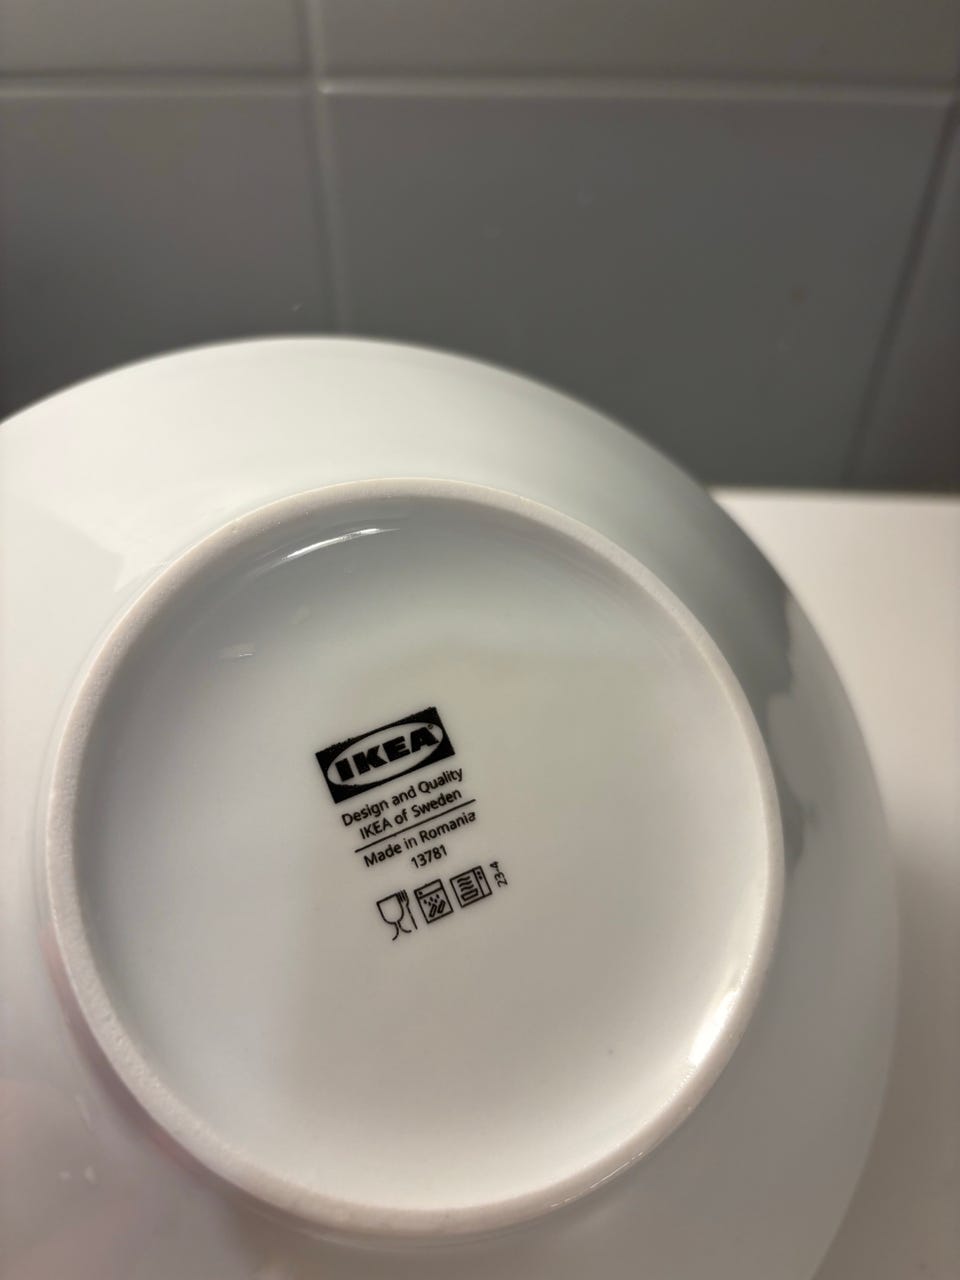 IKEA®
Design and Quality
IKEA of Sweden
Made in Romania
13781
23-4